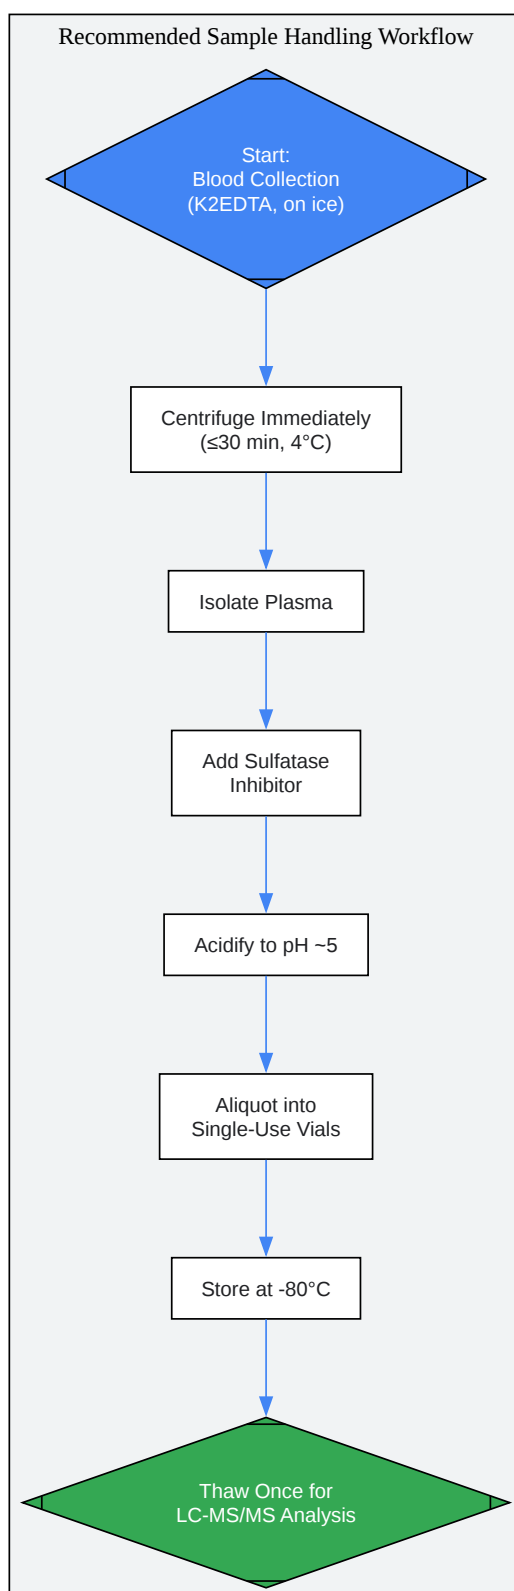 Recommended Sample Handling Workflow
Start:
Blood Collection
(K2EDTA, on ice)
Centrifuge Immediately
(≤30 min, 4°C)
Isolate Plasma
Add Sulfatase
Inhibitor
Acidify to pH ~5
Aliquot into
Single-Use Vials
Store at -80°C
Thaw Once for
LC-MS/MS Analysis